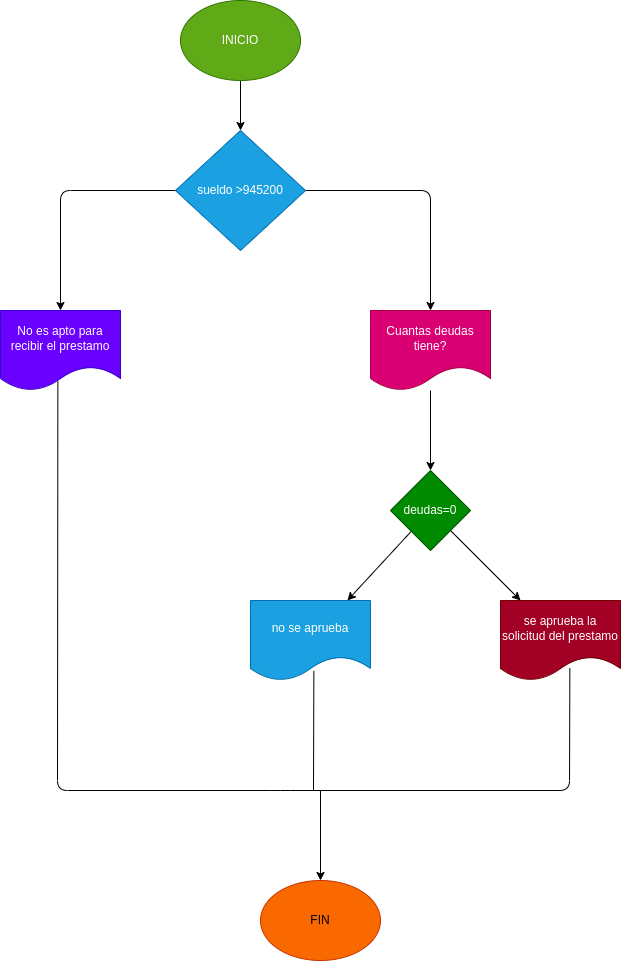 INICIO
sueldo >945200
No es apto para
recibir el prestamo
Cuantas deudas
tiene?
deudas=0
no se aprueba
se aprueba la
solicitud del prestamo
FIN